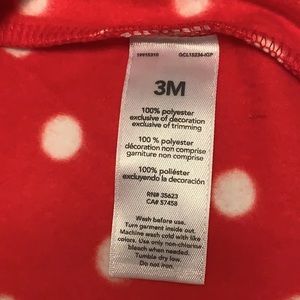 GCL15236-IGP
3M
100% polyester
exclusive of decoration
exclusive of trimming
100 % polyester
décoration non comprise
garniture non comprise
100% poliéster
excluyendo la decoración
RN# 35623
CA# 57458
Wash before use.
Turn garment inside out.
Machine wash cold with like
colors. Use only non-chlorine
bleach when needed.
Tumble dry low.
Do not iron.